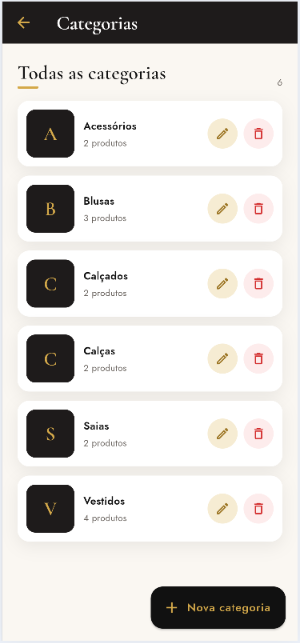 Categorias
Todas as categorias
6
A
Acessórios
2 produtos
B
Blusas
3 produtos
C
Calçados
2 produtos
C
Calças
2 produtos
S
Saias
2 produtos
V
Vestidos
4 produtos
+ Nova categoria